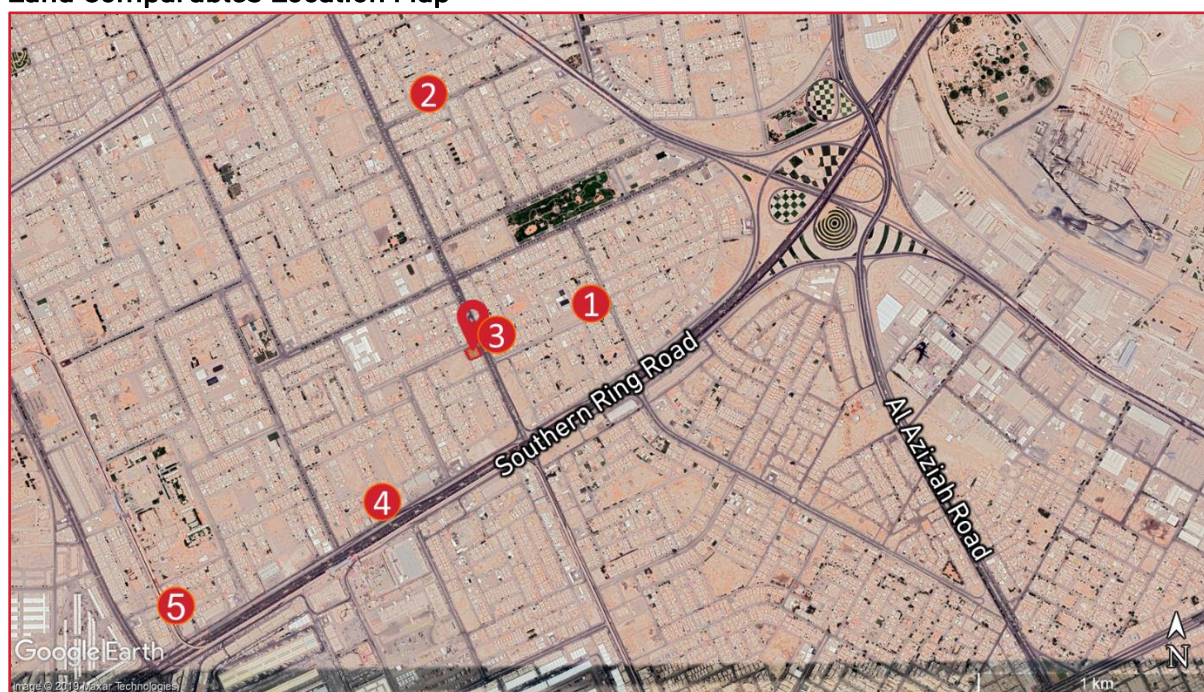 Land Comparables Location Map
2
1
3
Southern Ring Road
Al Aziziah Road
4
5
Google Earth
N
Image © 2019 Maxar Technologies
1 km